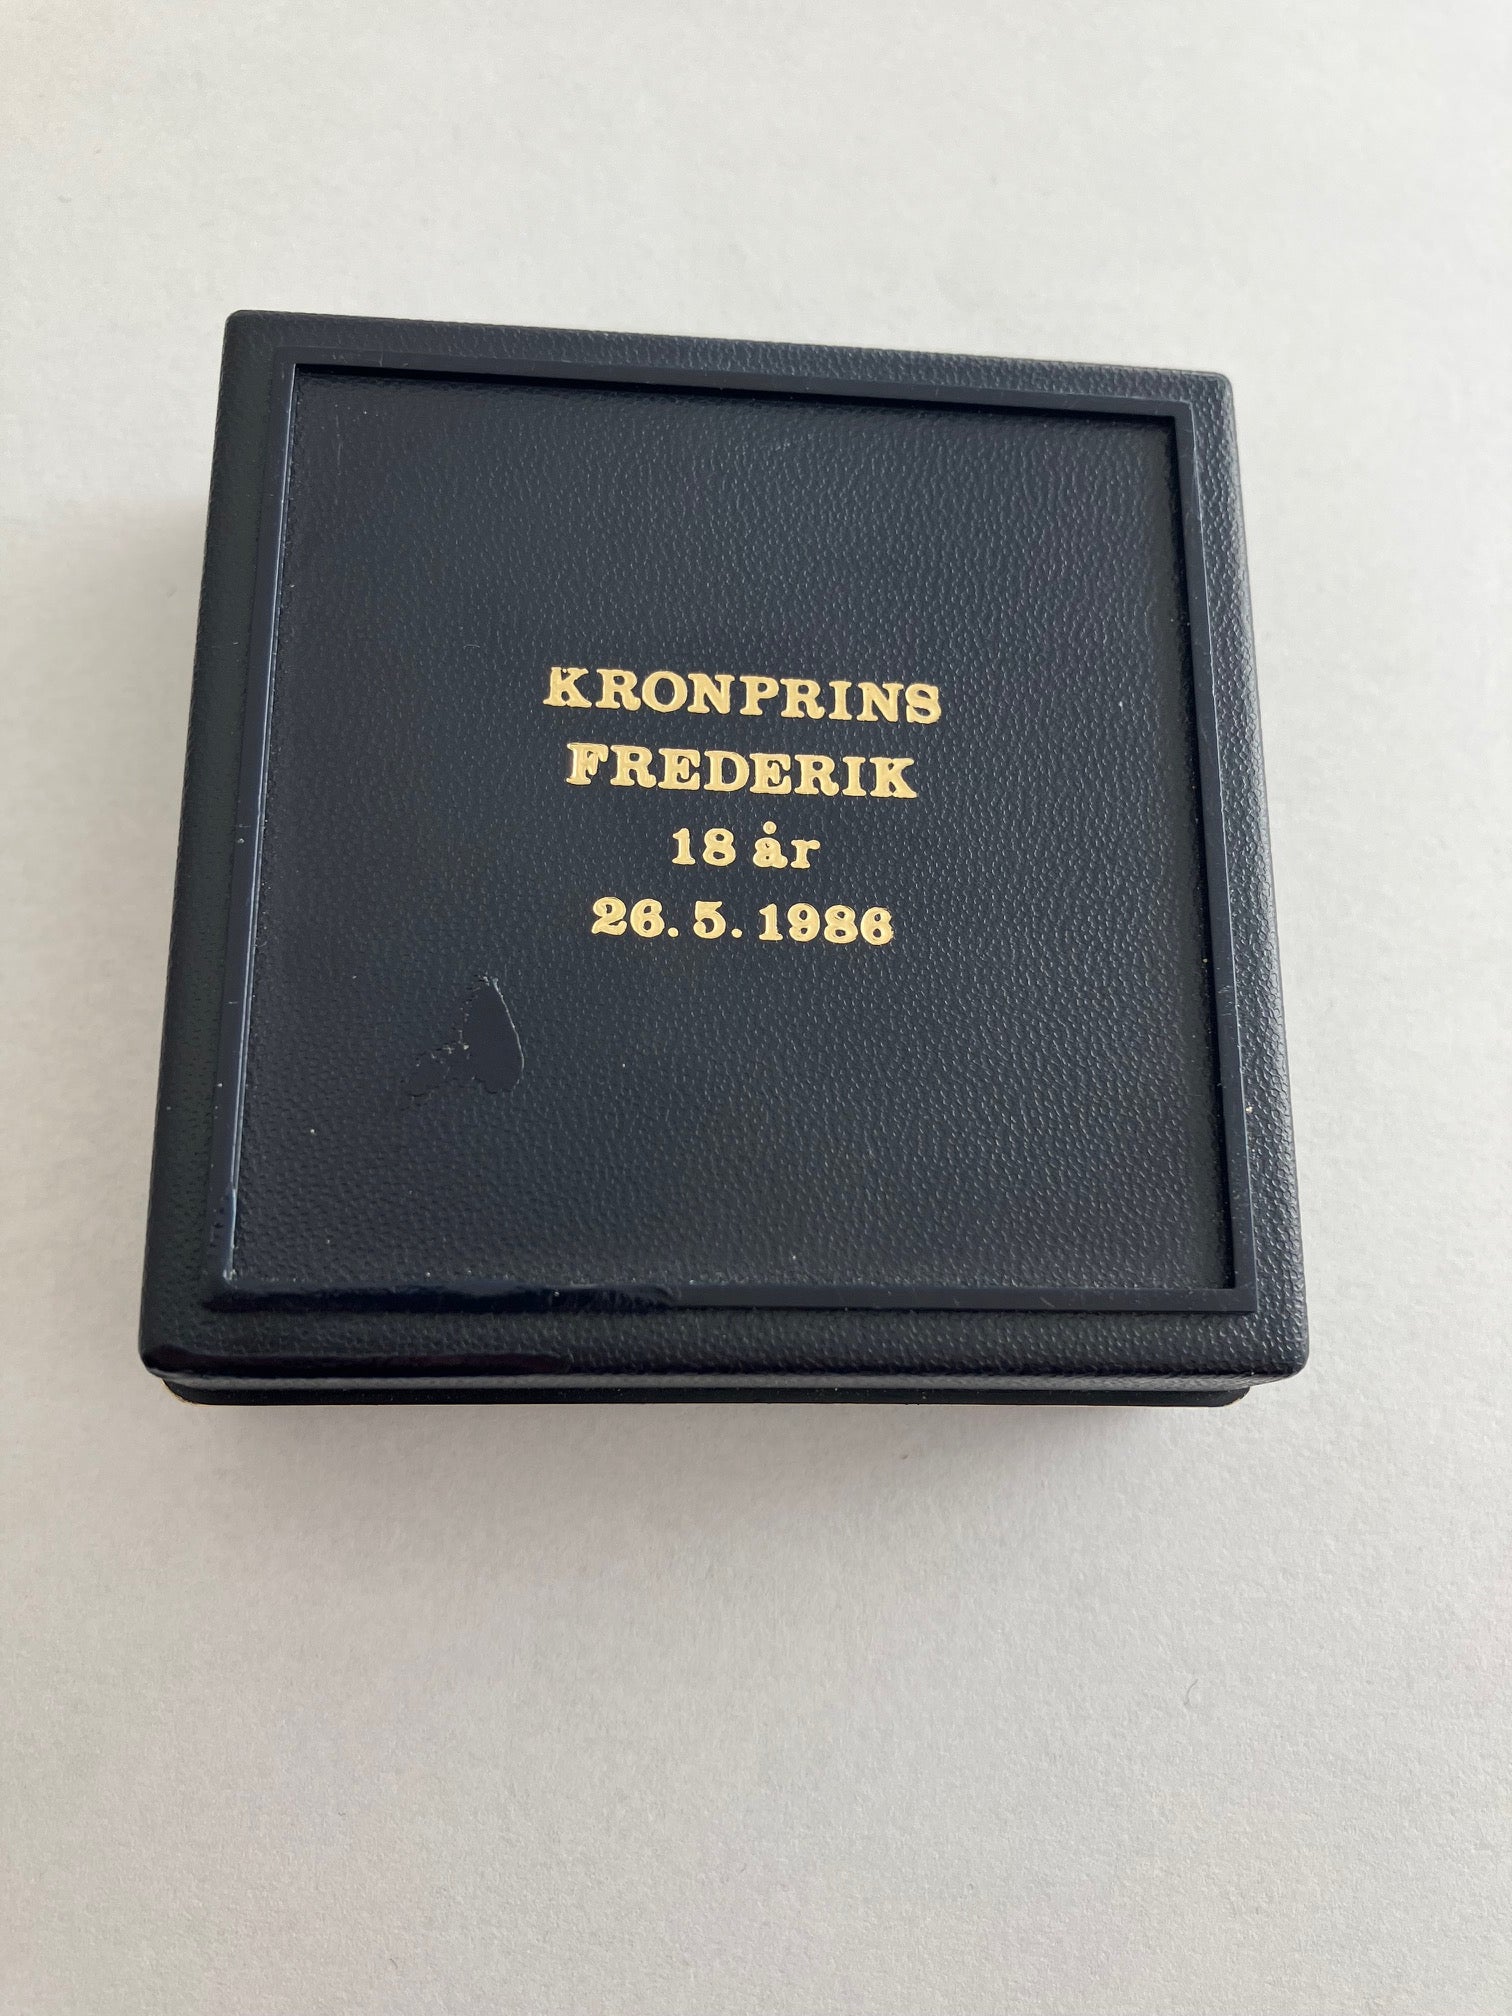 KRONPRINS
FREDERIK
18 år
26.5.1986